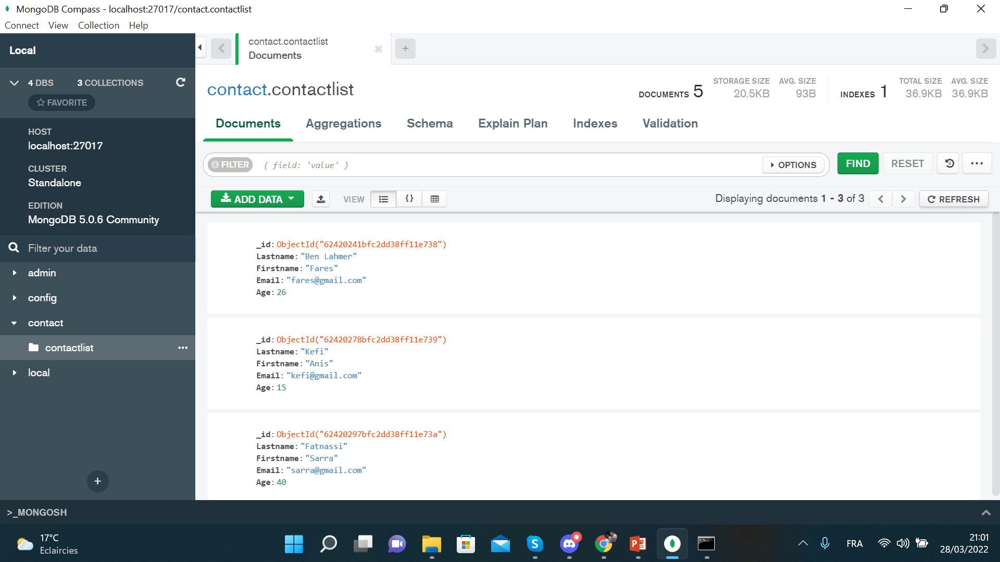 MongoDB Compass - localhost:27017/contact.contactlist
Connect View Collection Help
Local
4 DBS 3 COLLECTIONS
FAVORITE
HOST
localhost:27017
CLUSTER
Standalone
EDITION
MongoDB 5.0.6 Community
Filter your data
admin
config
contact
contactlist
local
contact.contactlist
Documents
contact.contactlist
DOCUMENTS 5
STORAGE SIZE
20.5KB
AVG. SIZE
93B
INDEXES 1
TOTAL SIZE
36.9KB
AVG. SIZE
36.9KB
Documents Aggregations Schema Explain Plan Indexes Validation
FILTER { field: 'value' } OPTIONS FIND RESET
ADD DATA VIEW {} Displaying documents 1 - 3 of 3 REFRESH
_id: ObjectId("62420241bfc2dd38ff11e738")
Lastname: "Ben Lahmer"
Firstname: "Fares"
Email: "fares@gmail.com"
Age: 26
_id: ObjectId("62420278bfc2dd38ff11e739")
Lastname: "Kefi"
Firstname: "Anis"
Email: "kefi@gmail.com"
Age: 15
_id: ObjectId("62420297bfc2dd38ff11e73a")
Lastname: "Fatnassi"
Firstname: "Sarra"
Email: "sarra@gmail.com"
Age: 40
>_MONGOSH
17°C
Eclaircies
FRA
21:01
28/03/2022